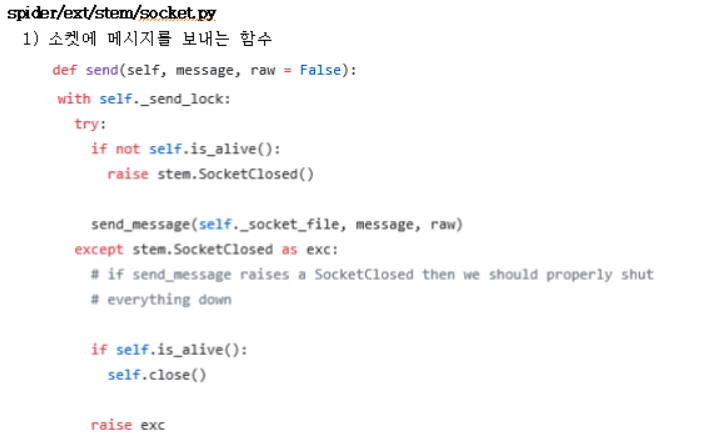 spider/ext/stem/socket.py
1) 소켓에 메시지를 보내는 함수
def send(self, message, raw = False):
with self._send_lock:
try:
if not self.is_alive():
raise stem.SocketClosed()
send_message(self._socket_file, message, raw)
except stem.SocketClosed as exc:
# if send_message raises a SocketClosed then we should properly shut
# everything down
if self.is_alive():
self.close()
raise exc